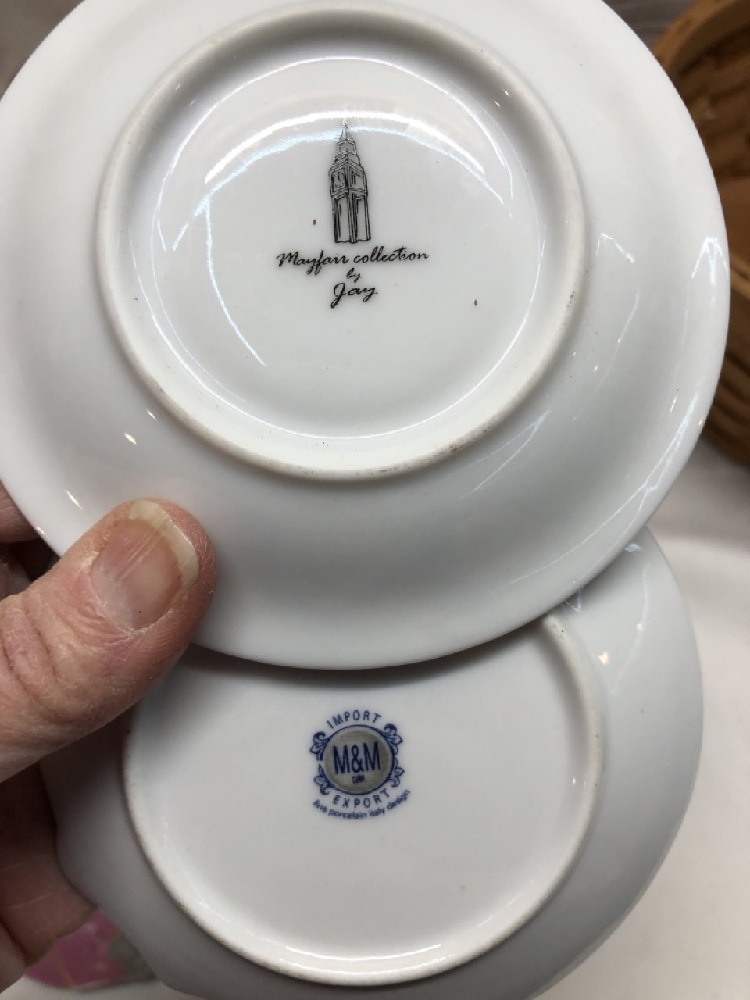 Mayfair collection
by
Jay
IMPORT
M&M
EXPORT
fine porcelain italy design